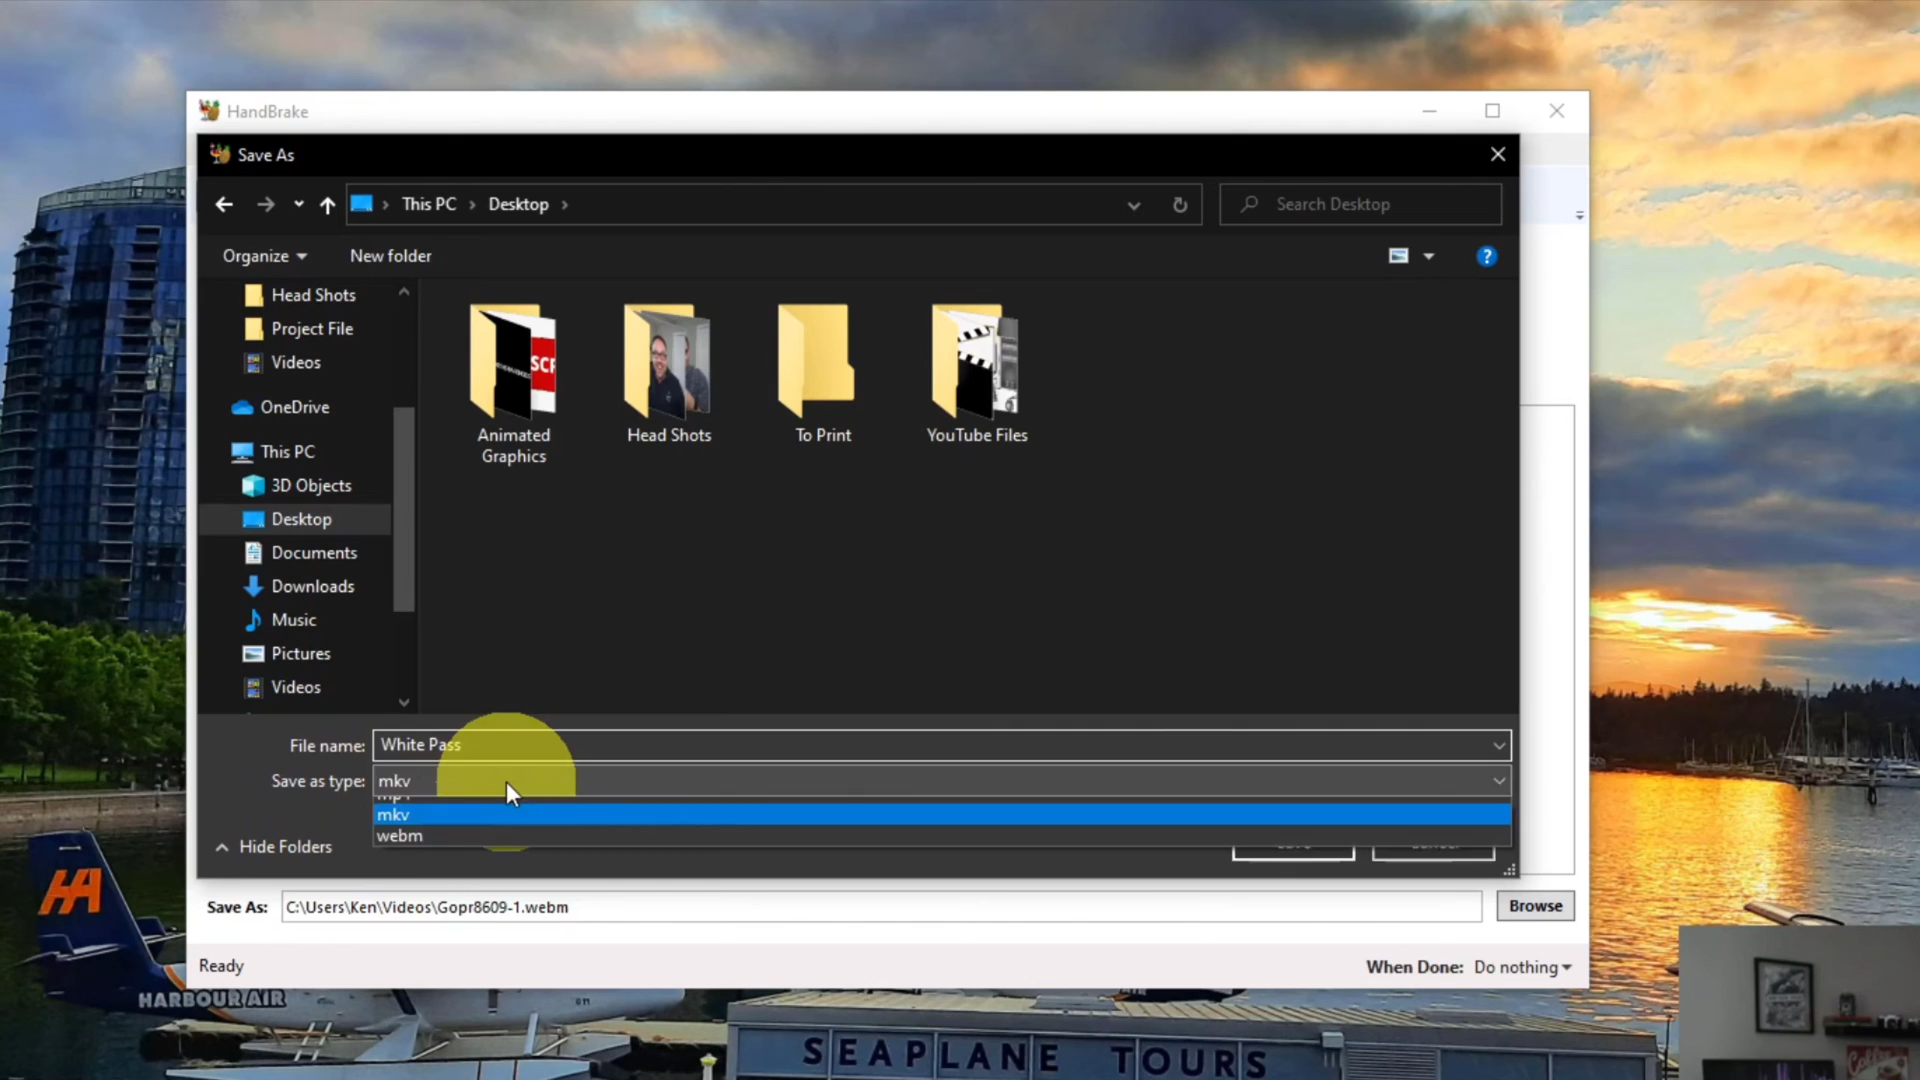 HandBrake
Save As
This PC
Desktop
Search Desktop
Organize
New folder
?
Head Shots
Project File
Videos
OneDrive
This PC
3D Objects
Desktop
Documents
Downloads
Music
Pictures
Videos
SCR
Animated
Graphics
Head Shots
To Print
YouTube Files
File name: White Pass
Save as type: mkv
mkv
webm
Hide Folders
Save As: C:\Users\Ken\Videos\Gopr8609-1.webm
Browse
Ready
When Done: Do nothing
HARBOUR AIR
SEAPLANE TOURS